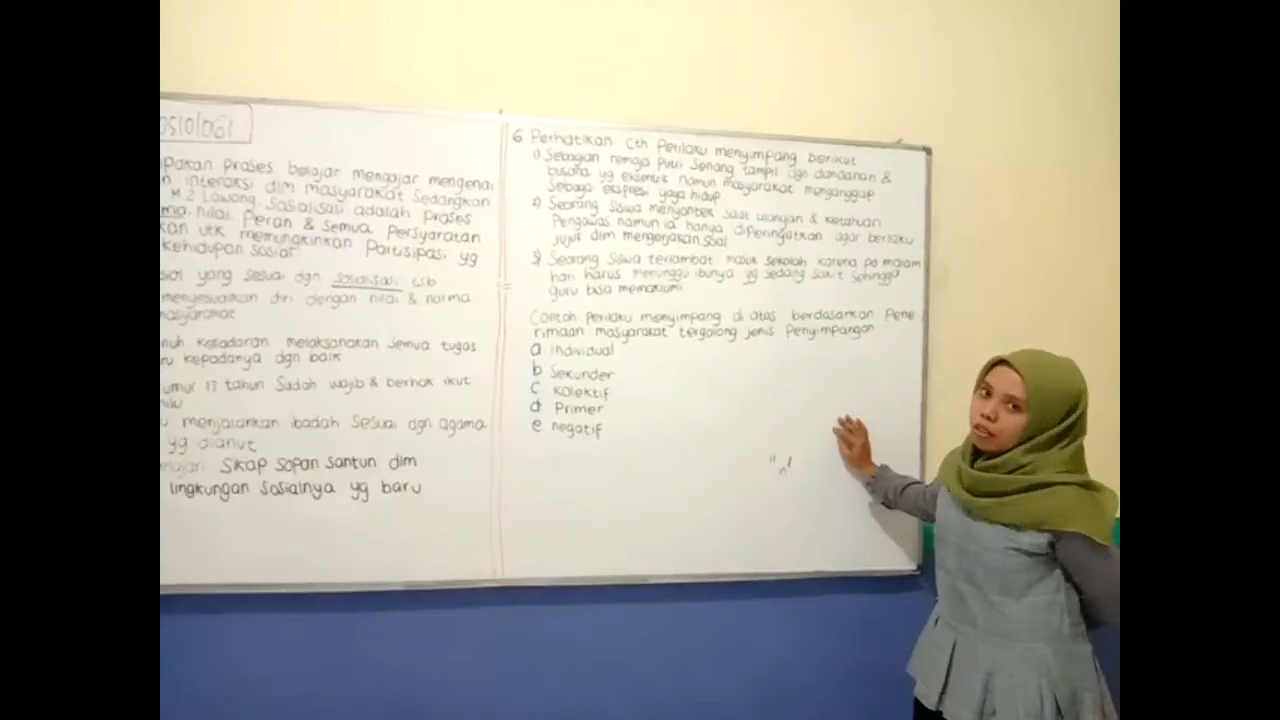 OSIOLOGI
pakan proses belajar mengajar mengenai
n interaksi dlm masyarakat Sedangkan
M. Z Lawang. Sosialisasi adalah proses
ma, nilai, Peran & semua Persyaratan
kan utk memungkinkan Partisipasi yg
kehidupan sosial
sial yang sesuai dgn sosialisasi tsb
menyesuaikan diri dengan nilai & norma
masyarakat
nuh kesadaran melaksanakan semua tugas
kepadanya dgn baik
umur 17 tahun Sudah wajib & berhak ikut
milu
u menjalankan ibadah Sesuai dgn agama
yg dianut
elajari Sikap sopan santun dlm
lingkungan sosialnya yg baru
6 Perhatikan Cth Perilaku menyimpang berikut
1) Sebagian remaja Putri Senang tampil dgn dandanan &
busana yg eksentrik namun masyarakat menganggap
Sebagai ekspresi gaya hidup
2) Seorang Siswa menyontek saat ulangan & ketahuan
Pengawas namun ia hanya diperingatkan agar berlaku
jujur dlm mengerjakan soal
3) Seorang Siswa terlambat masuk sekolah karena pd malam
hari harus menunggu ibunya yg sedang sakit sehingga
guru bisa memaklumi
Contoh Perilaku menyimpang di atas berdasarkan Pene
rimaan masyarakat tergolong jenis Penyimpangan
a individual
b Sekunder
c Kolektif
d Primer
e negatif